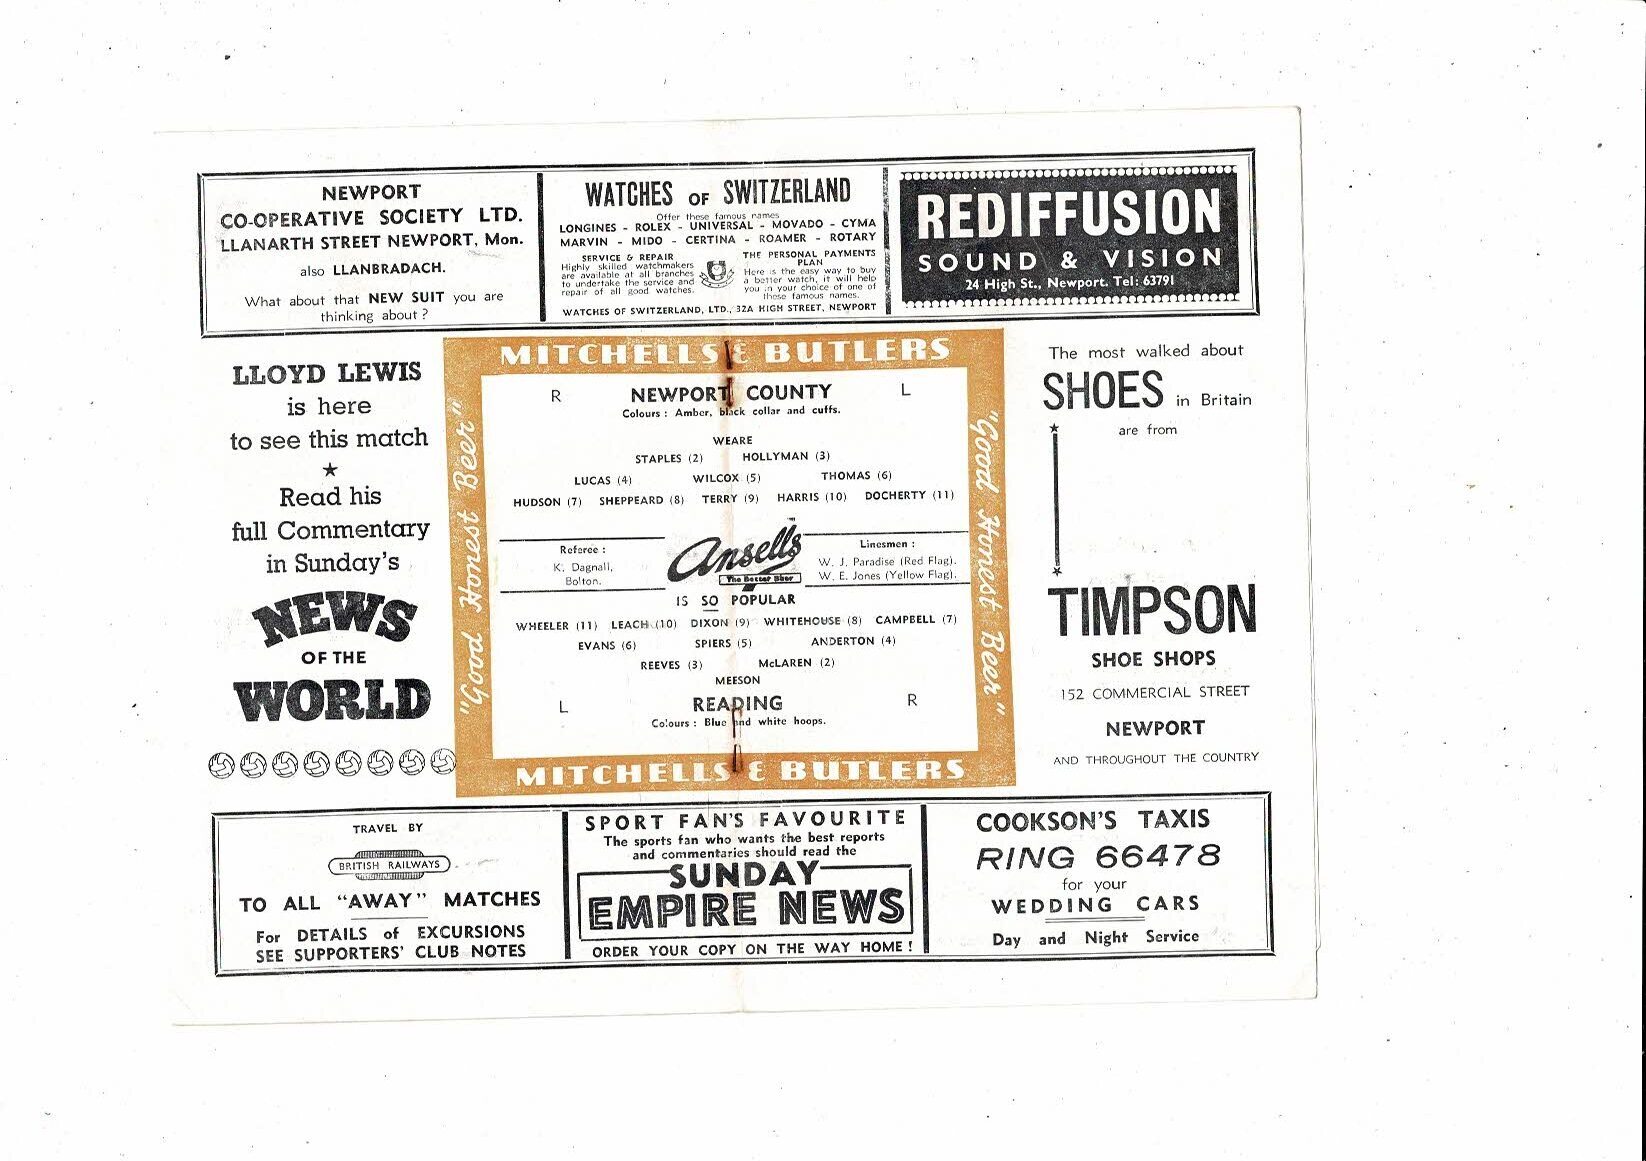 NEWPORT
CO-OPERATIVE SOCIETY LTD.
LLANARTH STREET NEWPORT, Mon.
also LLANBRADACH.
What about that NEW SUIT you are
thinking about ?
WATCHES OF SWITZERLAND
Offer these famous names
LONGINES - ROLEX - UNIVERSAL - MOVADO - CYMA
MARVIN - MIDO - CERTINA - ROAMER - ROTARY
SERVICE & REPAIR
Highly skilled watchmakers
are available at all branches
to undertake the service and
repair of all good watches.
THE PERSONAL PAYMENTS
PLAN
Here is the easy way to buy
a better watch, it will help
you in your choice of one of
these famous names.
WATCHES OF SWITZERLAND, LTD., 32A HIGH STREET, NEWPORT
REDIFFUSION
SOUND & VISION
24 High St., Newport. Tel: 63791
LLOYD LEWIS
is here
to see this match
Read his
full Commentary
in Sunday's
NEWS
OF THE
WORLD
MITCHELLS & BUTLERS
"Good Honest Beer"
R NEWPORT COUNTY L
Colours : Amber, black collar and cuffs.
WEARE
STAPLES (2) HOLLYMAN (3)
LUCAS (4) WILCOX (5) THOMAS (6)
HUDSON (7) SHEPPEARD (8) TERRY (9) HARRIS (10) DOCHERTY (11)
Referee :
K. Dagnall,
Bolton.
Ansells
The Better Beer
Linesmen :
W. J. Paradise (Red Flag).
W. E. Jones (Yellow Flag).
IS SO POPULAR
WHEELER (11) LEACH (10) DIXON (9) WHITEHOUSE (8) CAMPBELL (7)
EVANS (6) SPIERS (5) ANDERTON (4)
REEVES (3) McLAREN (2)
MEESON
L READING R
Colours : Blue and white hoops.
"Good Honest Beer"
MITCHELLS & BUTLERS
The most walked about
SHOES in Britain
are from
TIMPSON
SHOE SHOPS
152 COMMERCIAL STREET
NEWPORT
AND THROUGHOUT THE COUNTRY
TRAVEL BY
BRITISH RAILWAYS
TO ALL "AWAY" MATCHES
For DETAILS of EXCURSIONS
SEE SUPPORTERS' CLUB NOTES
SPORT FAN'S FAVOURITE
The sports fan who wants the best reports
and commentaries should read the
SUNDAY
EMPIRE NEWS
ORDER YOUR COPY ON THE WAY HOME !
COOKSON'S TAXIS
RING 66478
for your
WEDDING CARS
Day and Night Service